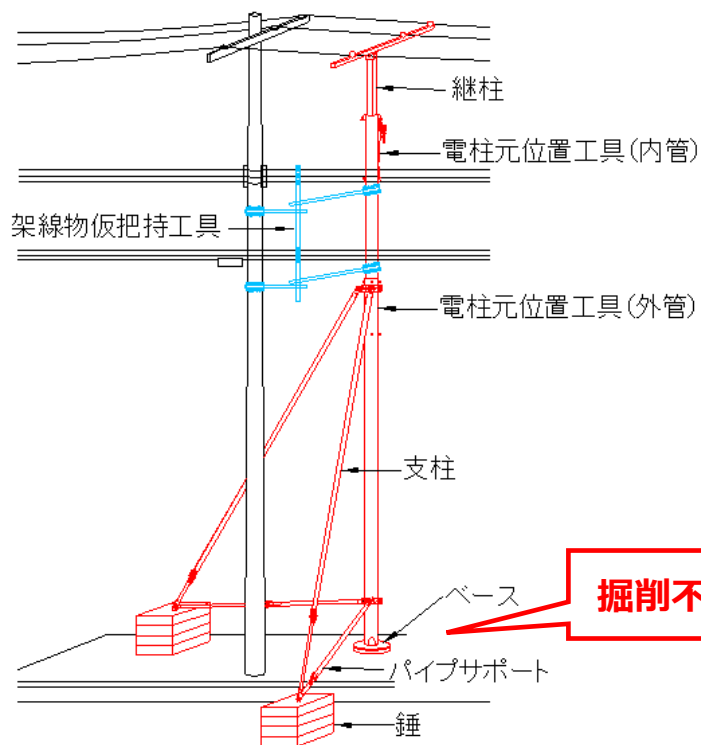 継柱
電柱元位置工具(内管)
架線物仮把持工具
電柱元位置工具(外管)
支柱
ベース
掘削不
パイプサポート
錘